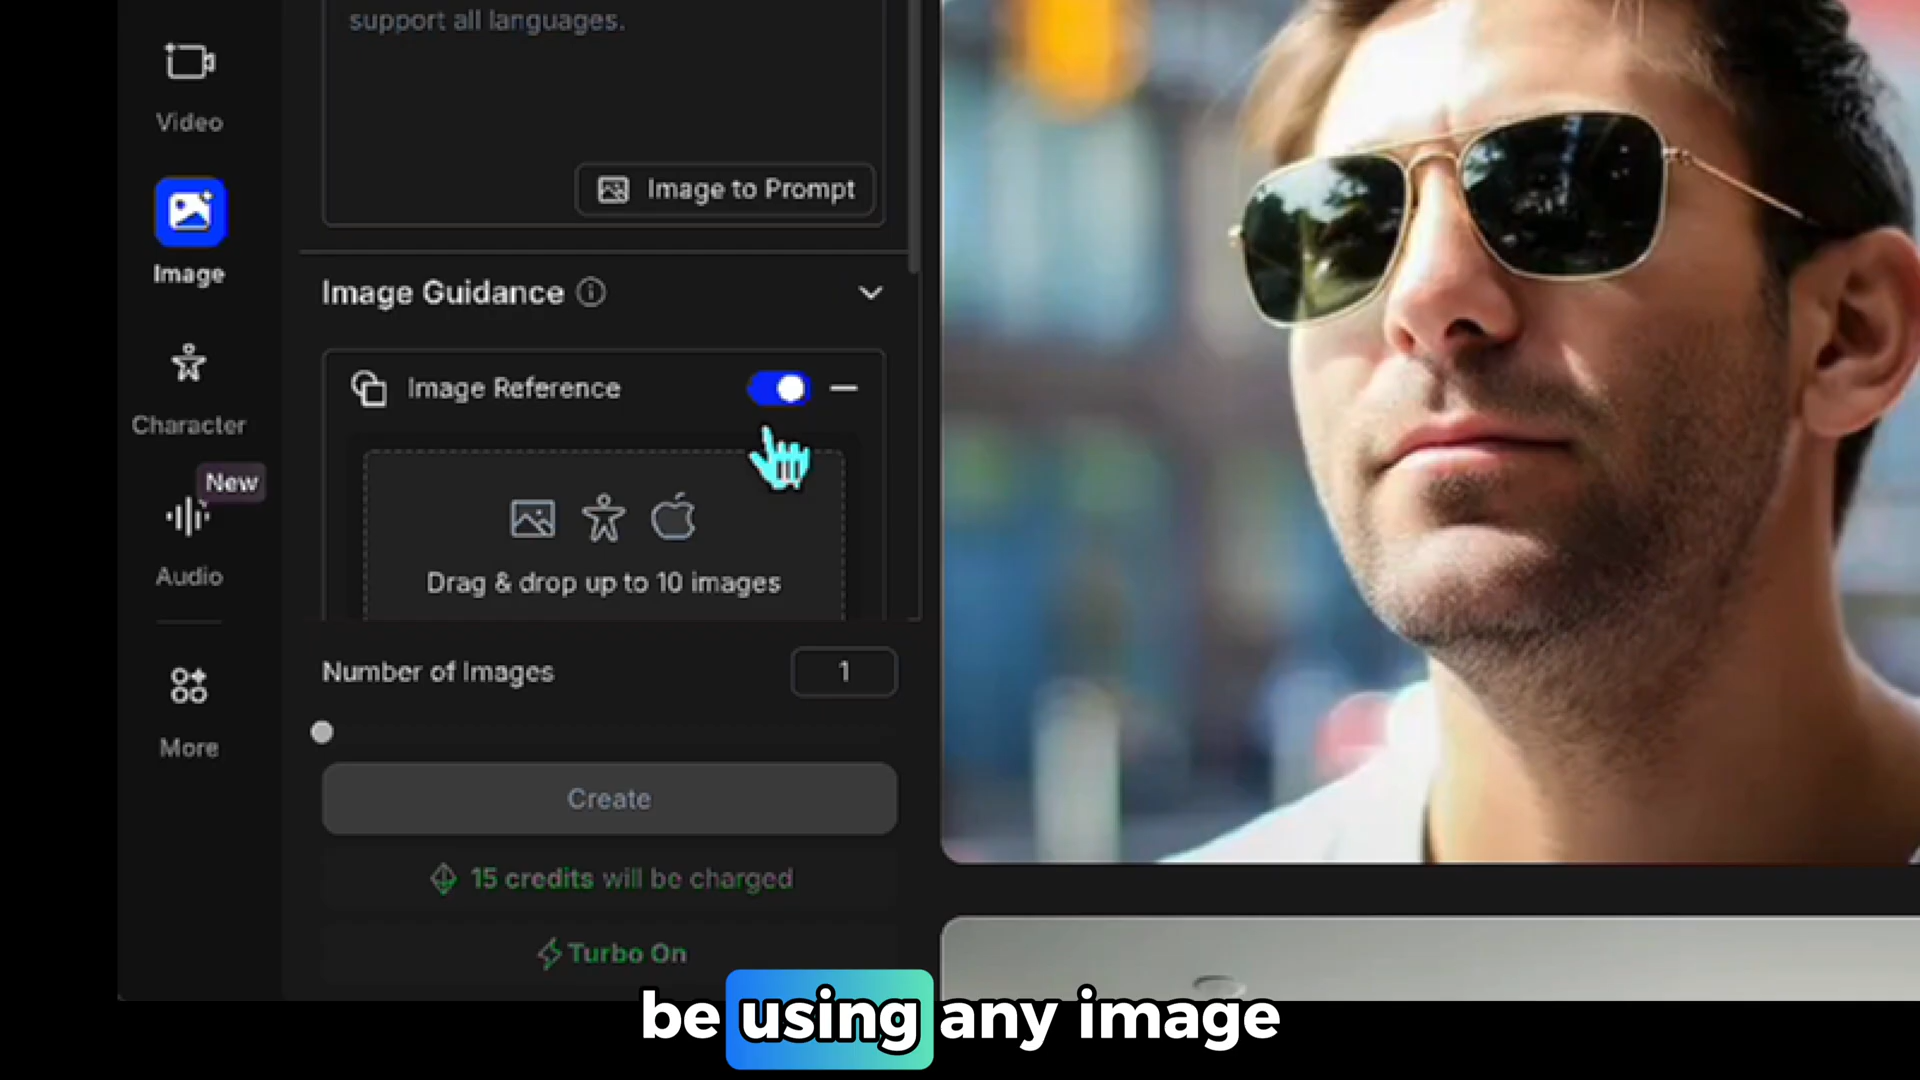 support all languages.
Video
Image to Prompt
Image
Image Guidance
Image Reference
Character
New
Drag & drop up to 10 images
Audio
Number of Images
1
More
Create
15 credits will be charged
Turbo On
be using any image